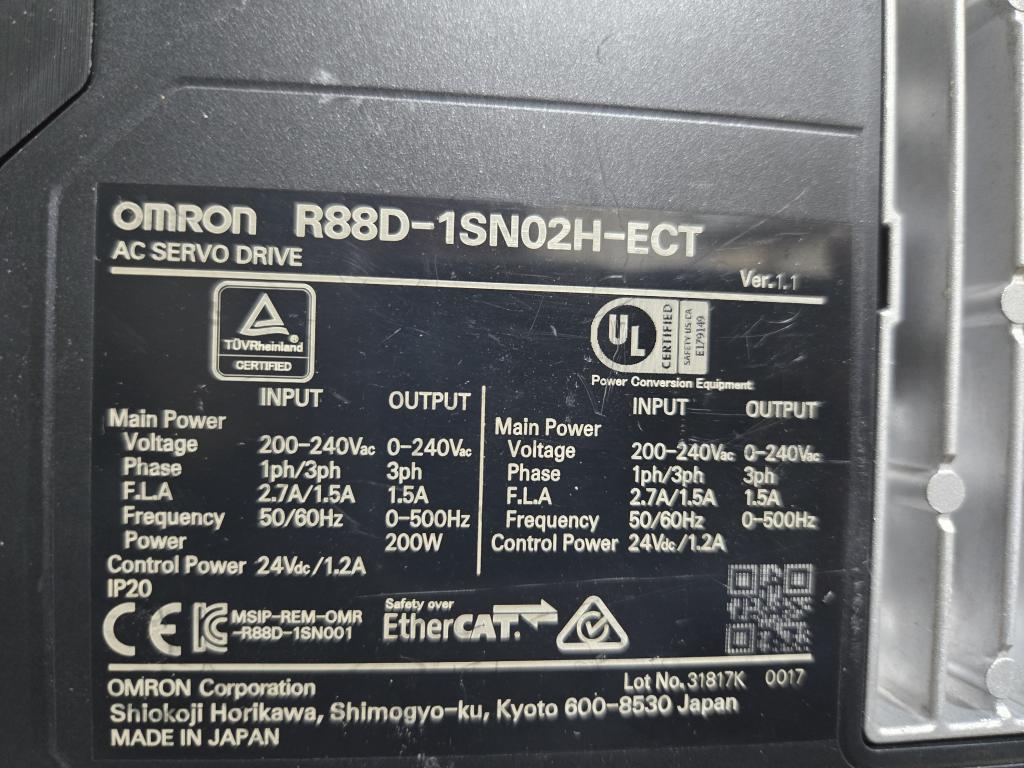 OMRON R88D-1SN02H-ECT
AC SERVO DRIVE
Ver.1.1
TÜVRheinland®
CERTIFIED
UL CERTIFIED
SAFETY US/CA
E179149
Power Conversion Equipment
INPUT OUTPUT
Main Power
Voltage 200-240Vac 0-240Vac
Phase 1ph/3ph 3ph
F.L.A 2.7A/1.5A 1.5A
Frequency 50/60Hz 0-500Hz
Power 200W
Control Power 24Vdc/1.2A
IP20
INPUT OUTPUT
Main Power
Voltage 200-240Vac 0-240Vac
Phase 1ph/3ph 3ph
F.L.A 2.7A/1.5A 1.5A
Frequency 50/60Hz 0-500Hz
Control Power 24Vdc/1.2A
CE
MSIP-REM-OMR
-R88D-1SN001
Safety over
EtherCAT.
Lot No. 31817K 0017
OMRON Corporation
Shiokoji Horikawa, Shimogyo-ku, Kyoto 600-8530 Japan
MADE IN JAPAN